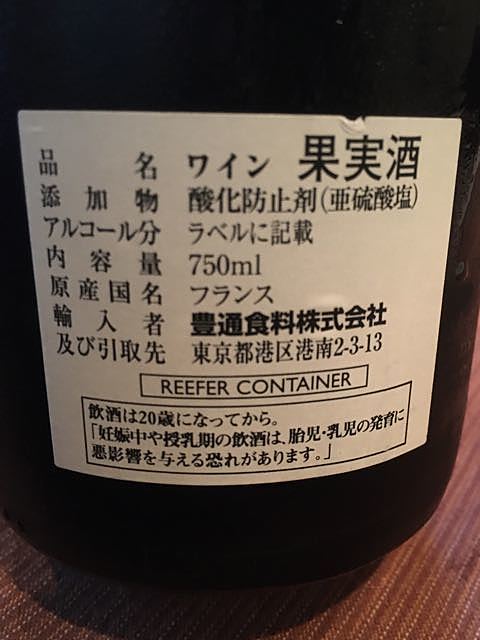 品名 ワイン 果実酒
添加物 酸化防止剤(亜硫酸塩)
アルコール分 ラベルに記載
内容量 750ml
原産国名 フランス
輸入者 豊通食料株式会社
及び引取先 東京都港区港南2-3-13
REEFER CONTAINER
飲酒は20歳になってから。
「妊娠中や授乳期の飲酒は、胎児・乳児の発育に
悪影響を与える恐れがあります。」